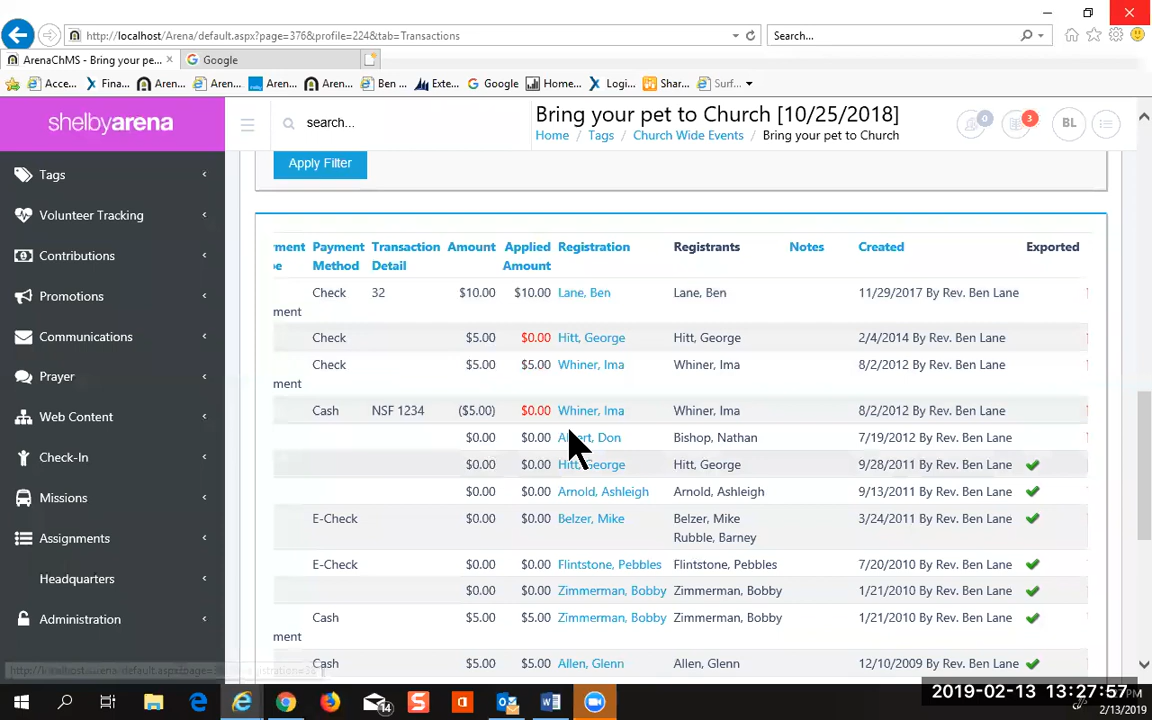 http://localhost/Arena/default.aspx?page=376&profile=224&tab=Transactions
Search...
ArenaChMS - Bring your pe...
Google
Acce...
Fina...
Aren...
Aren...
Aren...
Aren...
Ben ...
Exte...
Google
Home...
Logi...
Shar...
Surf...
shelbyarena
search...
Bring your pet to Church [10/25/2018]
Home / Tags / Church Wide Events / Bring your pet to Church
0
3
BL
Tags
Volunteer Tracking
Contributions
Promotions
Communications
Prayer
Web Content
Check-In
Missions
Assignments
Headquarters
Administration
Apply Filter
ment Payment Transaction Amount Applied Registration Registrants Notes Created Exported
e Method Detail Amount
Check 32 $10.00 $10.00 Lane, Ben Lane, Ben 11/29/2017 By Rev. Ben Lane
ment
Check $5.00 $0.00 Hitt, George Hitt, George 2/4/2014 By Rev. Ben Lane
Check $5.00 $5.00 Whiner, Ima Whiner, Ima 8/2/2012 By Rev. Ben Lane
ment
Cash NSF 1234 ($5.00) $0.00 Whiner, Ima Whiner, Ima 8/2/2012 By Rev. Ben Lane
$0.00 $0.00 Don Bishop, Nathan 7/19/2012 By Rev. Ben Lane
$0.00 $0.00 Hitt, George Hitt, George 9/28/2011 By Rev. Ben Lane
$0.00 $0.00 Arnold, Ashleigh Arnold, Ashleigh 9/13/2011 By Rev. Ben Lane
E-Check $0.00 $0.00 Belzer, Mike Belzer, Mike 3/24/2011 By Rev. Ben Lane
Rubble, Barney
E-Check $0.00 $0.00 Flintstone, Pebbles Flintstone, Pebbles 7/20/2010 By Rev. Ben Lane
$0.00 $0.00 Zimmerman, Bobby Zimmerman, Bobby 1/21/2010 By Rev. Ben Lane
Cash $5.00 $5.00 Zimmerman, Bobby Zimmerman, Bobby 1/21/2010 By Rev. Ben Lane
ment
Cash $5.00 $5.00 Allen, Glenn Allen, Glenn 12/10/2009 By Rev. Ben Lane
14
2019-02-13 13:27:57
2/13/2019